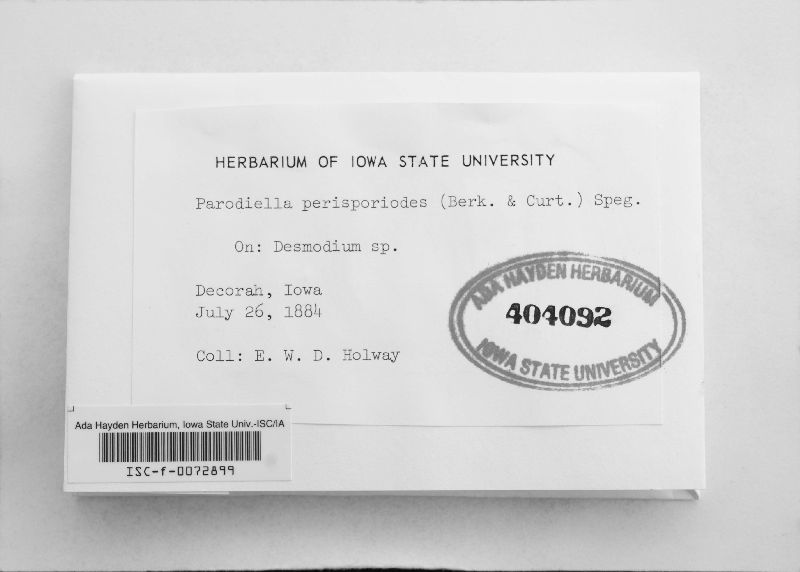 HERBARIUM OF IOWA STATE UNIVERSITY
Parodiella perisporiodes (Berk. & Curt.) Speg.
On: Desmodium sp.
Decorah, Iowa
July 26, 1884
Coll: E. W. D. Holway
ADA HAYDEN HERBARIUM
404092
IOWA STATE UNIVERSITY
Ada Hayden Herbarium, Iowa State Univ.-ISC/IA
ISC-f-0072899